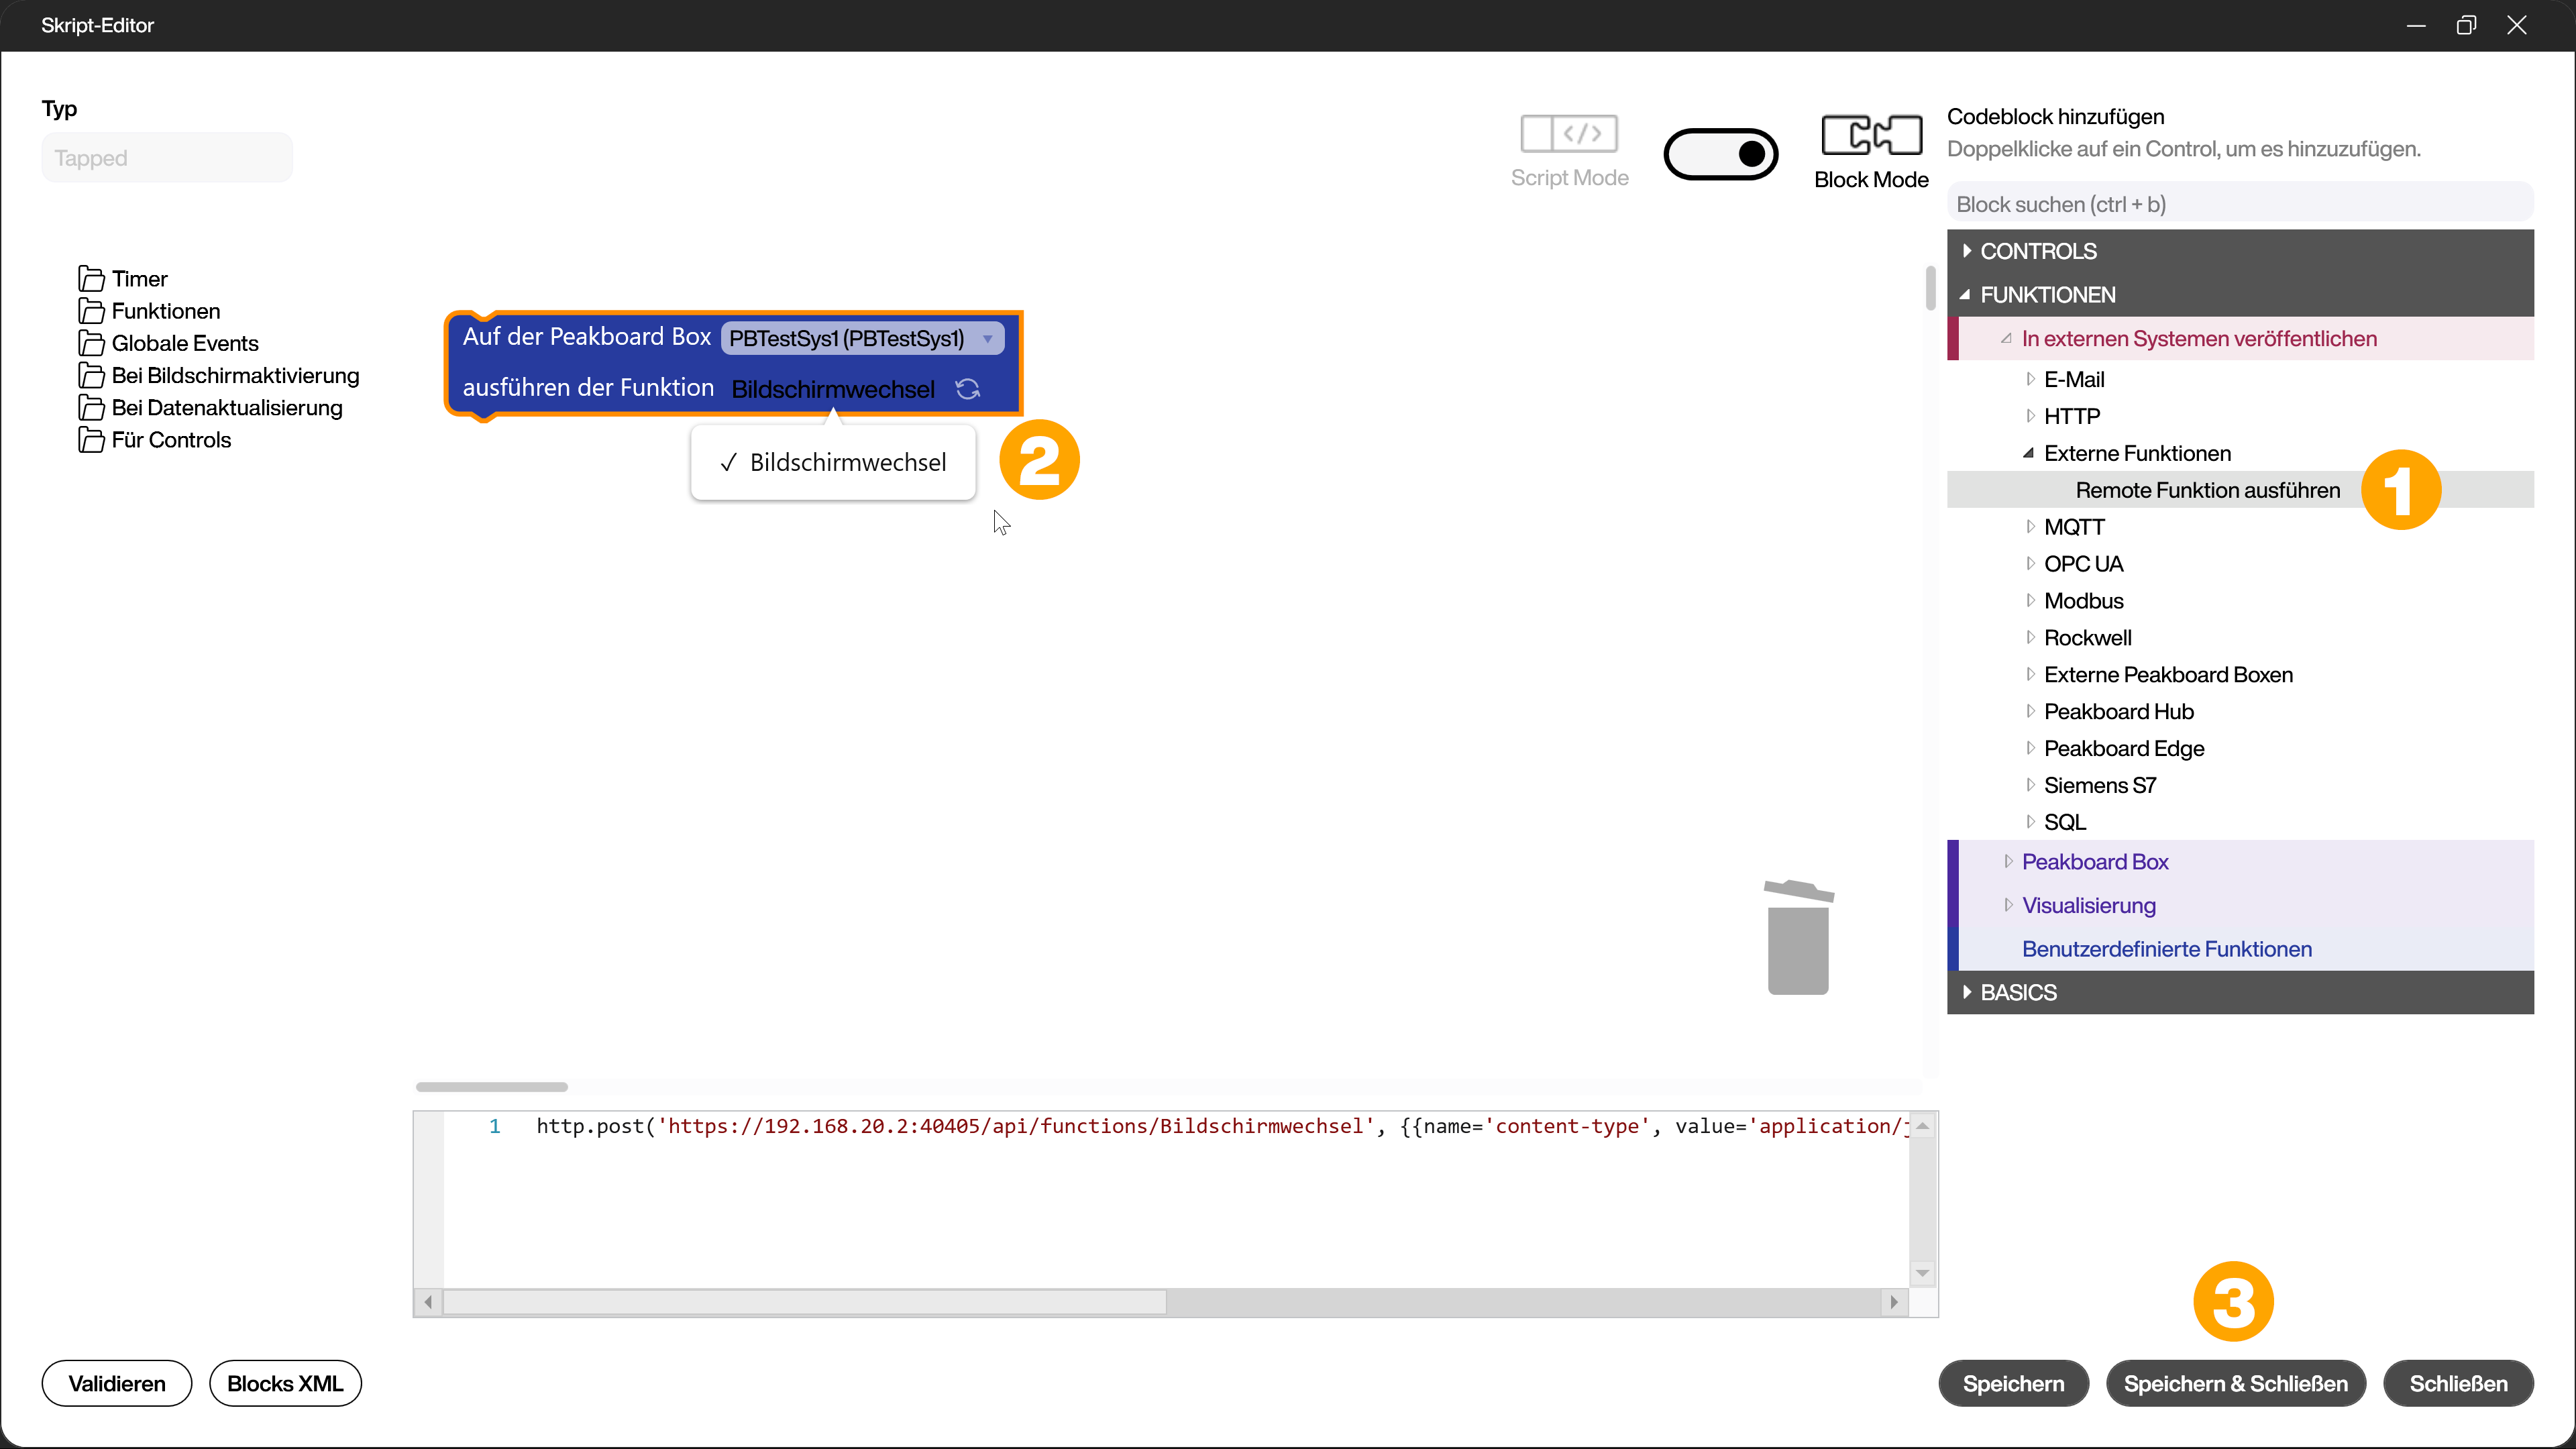 Skript-Editor
Typ
Tapped
Script Mode
Block Mode
Codeblock hinzufügen
Doppelklicke auf ein Control, um es hinzuzufügen.
Block suchen (ctrl + b)
Timer
Funktionen
Globale Events
Bei Bildschirmaktivierung
Bei Datenaktualisierung
Für Controls
Auf der Peakboard Box PBTestSys1 (PBTestSys1)
ausführen der Funktion Bildschirmwechsel
✓ Bildschirmwechsel
2
CONTROLS
FUNKTIONEN
In externen Systemen veröffentlichen
E-Mail
HTTP
Externe Funktionen
Remote Funktion ausführen
1
MQTT
OPC UA
Modbus
Rockwell
Externe Peakboard Boxen
Peakboard Hub
Peakboard Edge
Siemens S7
SQL
Peakboard Box
Visualisierung
Benutzerdefinierte Funktionen
BASICS
1 http.post('https://192.168.20.2:40405/api/functions/Bildschirmwechsel', {{name='content-type', value='application/j
3
Validieren
Blocks XML
Speichern
Speichern & Schließen
Schließen